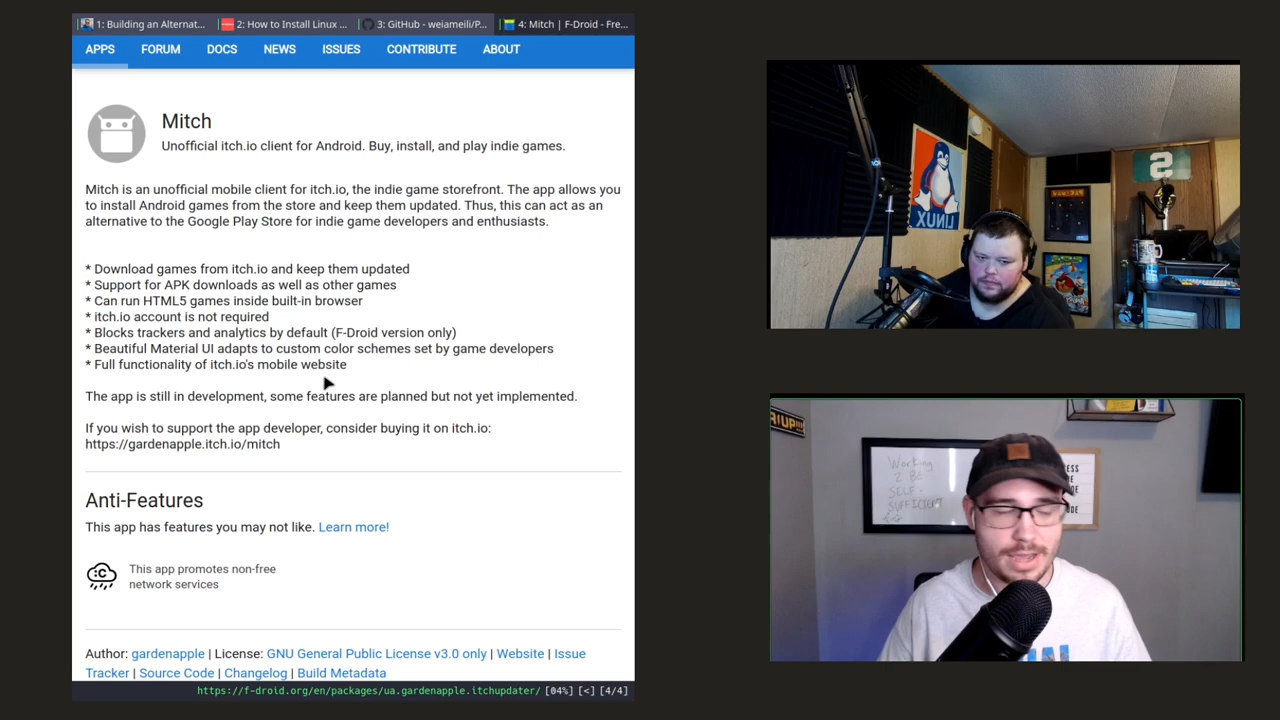 1: Building an Alternat...
2: How to Install Linux ...
3: GitHub - weiameili/P...
4: Mitch | F-Droid - Fre...
APPS FORUM DOCS NEWS ISSUES CONTRIBUTE ABOUT
Mitch
Unofficial itch.io client for Android. Buy, install, and play indie games.
Mitch is an unofficial mobile client for itch.io, the indie game storefront. The app allows you
to install Android games from the store and keep them updated. Thus, this can act as an
alternative to the Google Play Store for indie game developers and enthusiasts.
* Download games from itch.io and keep them updated
* Support for APK downloads as well as other games
* Can run HTML5 games inside built-in browser
* itch.io account is not required
* Blocks trackers and analytics by default (F-Droid version only)
* Beautiful Material UI adapts to custom color schemes set by game developers
* Full functionality of itch.io's mobile website
The app is still in development, some features are planned but not yet implemented.
If you wish to support the app developer, consider buying it on itch.io:
https://gardenapple.itch.io/mitch
Anti-Features
This app has features you may not like. Learn more!
This app promotes non-free
network services
Author: gardenapple | License: GNU General Public License v3.0 only | Website | Issue
Tracker | Source Code | Changelog | Build Metadata
https://f-droid.org/en/packages/ua.gardenapple.itchupdater/ [04%] [<] [4/4]
LINUX
Working
2 BE
SELF-
SUFFICIENT